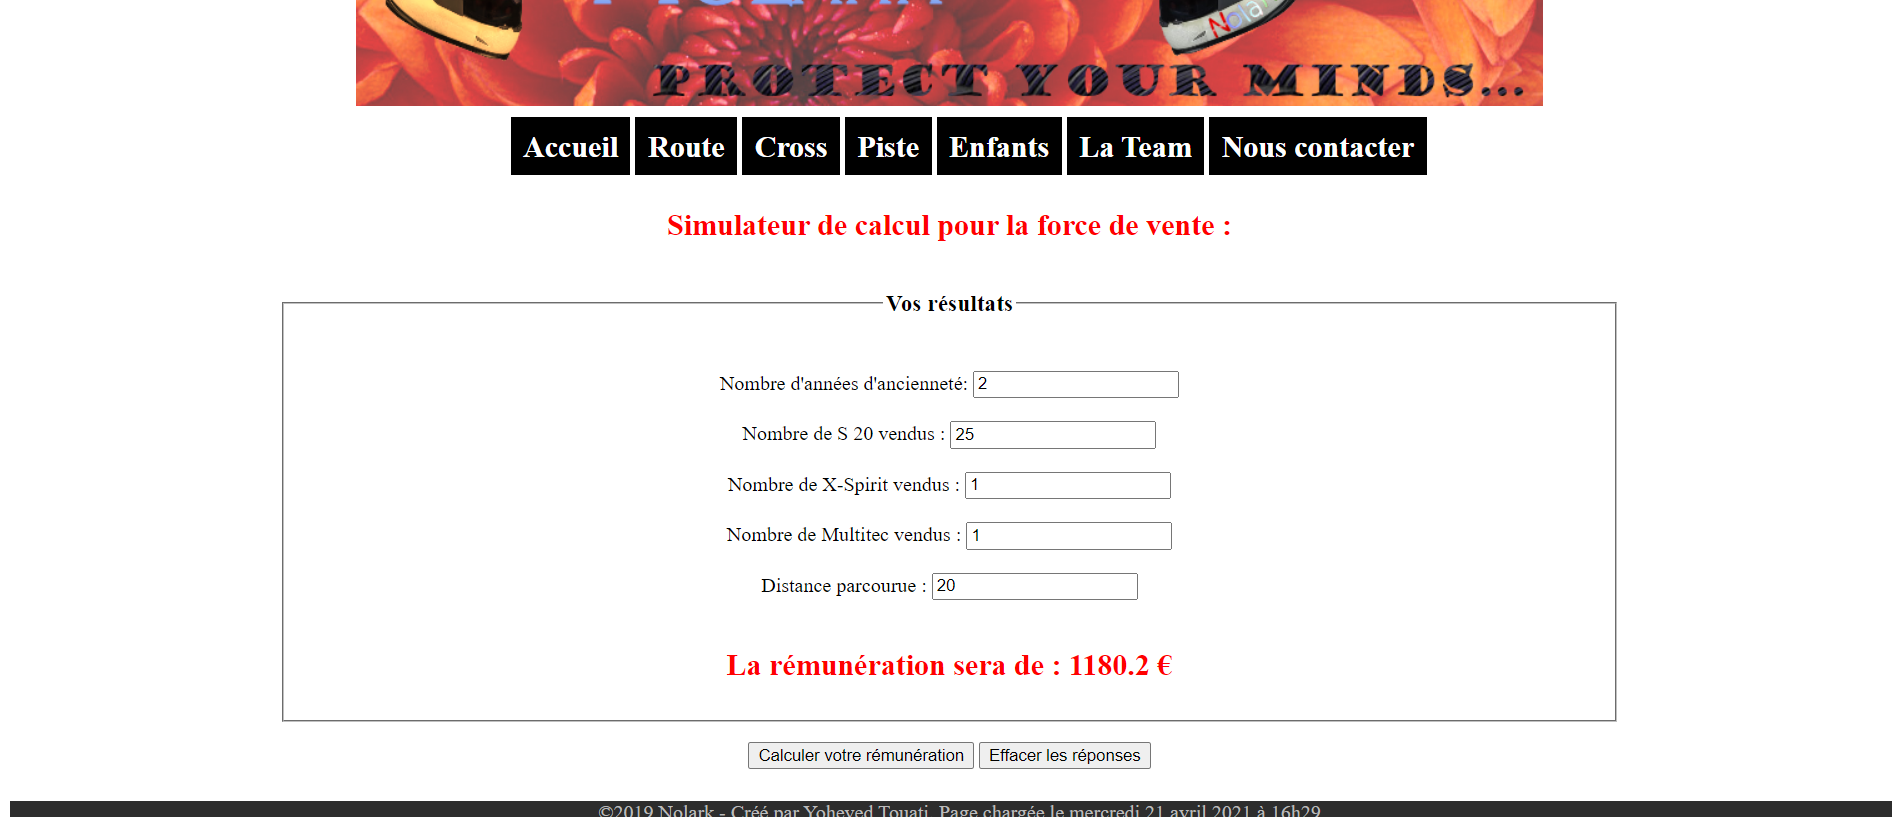 Nola
PROTECT YOUR MINDS...
Accueil Route Cross Piste Enfants La Team Nous contacter
Simulateur de calcul pour la force de vente :
Vos résultats
Nombre d'années d'ancienneté: 2
Nombre de S 20 vendus : 25
Nombre de X-Spirit vendus : 1
Nombre de Multitec vendus : 1
Distance parcourue : 20
La rémunération sera de : 1180.2 €
Calculer votre rémunération Effacer les réponses
©2019 Nolark - Créé par Yoheved Touati. Page chargée le mercredi 21 avril 2021 à 16h29